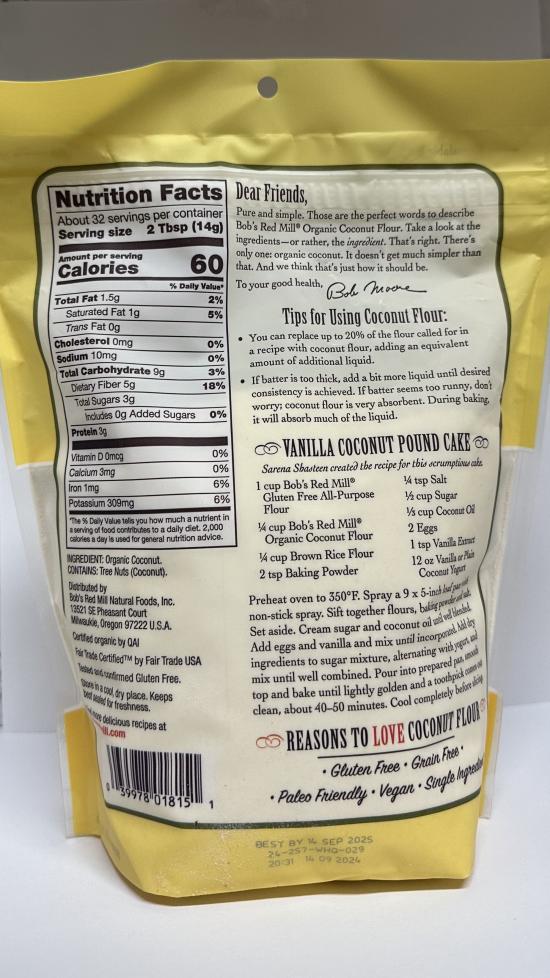 Nutrition Facts
About 32 servings per container
Serving size 2 Tbsp (14g)
Amount per serving
Calories 60
% Daily Value*
Total Fat 1.5g 2%
Saturated Fat 1g 5%
Trans Fat 0g
Cholesterol 0mg 0%
Sodium 10mg 0%
Total Carbohydrate 9g 3%
Dietary Fiber 5g 18%
Total Sugars 3g
Includes 0g Added Sugars 0%
Protein 3g
Vitamin D 0mcg 0%
Calcium 3mg 0%
Iron 1mg 6%
Potassium 309mg 6%
*The % Daily Value tells you how much a nutrient in
a serving of food contributes to a daily diet. 2,000
calories a day is used for general nutrition advice.
INGREDIENT: Organic Coconut.
CONTAINS: Tree Nuts (Coconut).
Distributed by
Bob's Red Mill Natural Foods, Inc.
13521 SE Pheasant Court
Milwaukie, Oregon 97222 U.S.A.
Certified organic by QAI
Fair Trade Certified™ by Fair Trade USA
Tested and confirmed Gluten Free.
Store in a cool, dry place. Keeps
best sealed for freshness.
more delicious recipes at
ll.com
0 39978 01815 1
Dear Friends,
Pure and simple. Those are the perfect words to describe
Bob's Red Mill® Organic Coconut Flour. Take a look at the
ingredients—or rather, the ingredient. That's right. There's
only one: organic coconut. It doesn't get much simpler than
that. And we think that's just how it should be.
To your good health, Bob Moore
Tips for Using Coconut Flour:
• You can replace up to 20% of the flour called for in
a recipe with coconut flour, adding an equivalent
amount of additional liquid.
• If batter is too thick, add a bit more liquid until desired
consistency is achieved. If batter seems too runny, don't
worry; coconut flour is very absorbent. During baking,
it will absorb much of the liquid.
VANILLA COCONUT POUND CAKE
Sarena Shasteen created the recipe for this scrumptious cake.
1 cup Bob's Red Mill®
Gluten Free All-Purpose
Flour
¼ cup Bob's Red Mill®
Organic Coconut Flour
¼ cup Brown Rice Flour
2 tsp Baking Powder
¼ tsp Salt
½ cup Sugar
⅓ cup Coconut Oil
2 Eggs
1 tsp Vanilla Extract
12 oz Vanilla or Plain
Coconut Yogurt
Preheat oven to 350°F. Spray a 9 x 5-inch loaf pan with
non-stick spray. Sift together flours, baking powder and salt.
Set aside. Cream sugar and coconut oil until well blended.
Add eggs and vanilla and mix until incorporated. Add dry
ingredients to sugar mixture, alternating with yogurt, and
mix until well combined. Pour into prepared pan, smooth
top and bake until lightly golden and a toothpick comes out
clean, about 40–50 minutes. Cool completely before slicing.
REASONS TO LOVE COCONUT FLOUR
• Gluten Free • Grain Free •
• Paleo Friendly • Vegan • Single Ingredient
BEST BY 14 SEP 2025
24-257-WHQ-029
20:31 14 09 2024